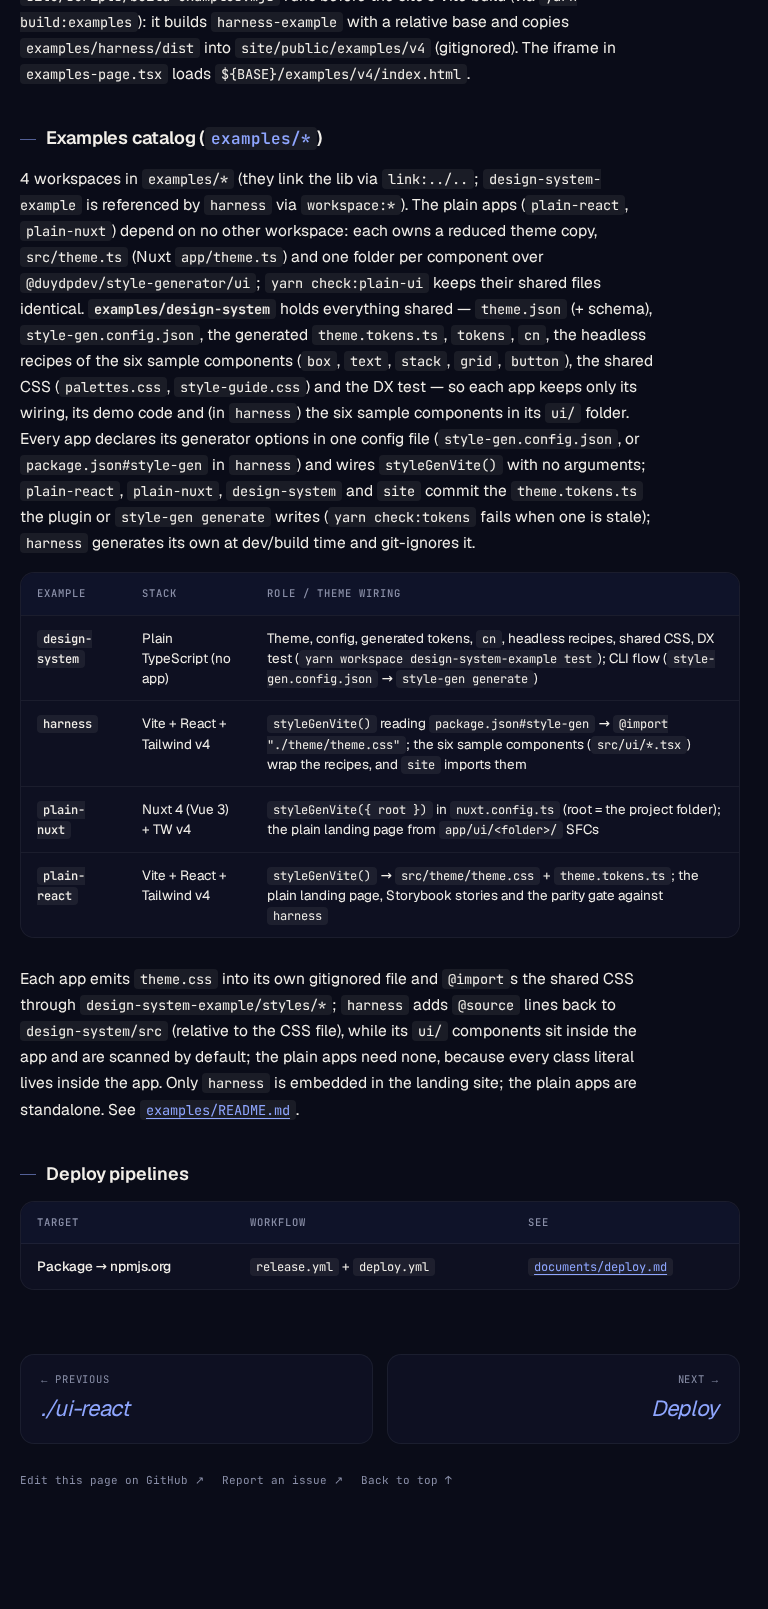 build:examples ): it builds harness-example with a relative base and copies
examples/harness/dist into site/public/examples/v4 (gitignored). The iframe in
examples-page.tsx loads ${BASE}/examples/v4/index.html.
— Examples catalog (examples/*)
4 workspaces in examples/* (they link the lib via link:../.. ; design-system-
example is referenced by harness via workspace:* ). The plain apps ( plain-react ,
plain-nuxt ) depend on no other workspace: each owns a reduced theme copy,
src/theme.ts (Nuxt app/theme.ts ) and one folder per component over
@duydpdev/style-generator/ui ; yarn check:plain-ui keeps their shared files
identical. examples/design-system holds everything shared — theme.json (+ schema),
style-gen.config.json , the generated theme.tokens.ts , tokens , cn , the headless
recipes of the six sample components ( box , text , stack , grid , button ), the shared
CSS ( palettes.css , style-guide.css ) and the DX test — so each app keeps only its
wiring, its demo code and (in harness ) the six sample components in its ui/ folder.
Every app declares its generator options in one config file ( style-gen.config.json , or
package.json#style-gen in harness ) and wires styleGenVite() with no arguments;
plain-react , plain-nuxt , design-system and site commit the theme.tokens.ts
the plugin or style-gen generate writes ( yarn check:tokens fails when one is stale);
harness generates its own at dev/build time and git-ignores it.
EXAMPLE STACK ROLE / THEME WIRING
design- Plain Theme, config, generated tokens, cn , headless recipes, shared CSS, DX
system TypeScript (no test ( yarn workspace design-system-example test ); CLI flow ( style-
app) gen.config.json → style-gen generate )
harness Vite + React + styleGenVite() reading package.json#style-gen → @import
Tailwind v4 "./theme/theme.css" ; the six sample components ( src/ui/*.tsx )
wrap the recipes, and site imports them
plain- Nuxt 4 (Vue 3) styleGenVite({ root }) in nuxt.config.ts (root = the project folder);
nuxt + TW v4 the plain landing page from app/ui/<folder>/ SFCs
plain- Vite + React + styleGenVite() → src/theme/theme.css + theme.tokens.ts ; the
react Tailwind v4 plain landing page, Storybook stories and the parity gate against
harness
Each app emits theme.css into its own gitignored file and @import s the shared CSS
through design-system-example/styles/* ; harness adds @source lines back to
design-system/src (relative to the CSS file), while its ui/ components sit inside the
app and are scanned by default; the plain apps need none, because every class literal
lives inside the app. Only harness is embedded in the landing site; the plain apps are
standalone. See examples/README.md .
— Deploy pipelines
TARGET WORKFLOW SEE
Package → npmjs.org release.yml + deploy.yml documents/deploy.md
← PREVIOUS
./ui-react
NEXT →
Deploy
Edit this page on GitHub ↗ Report an issue ↗ Back to top ↑